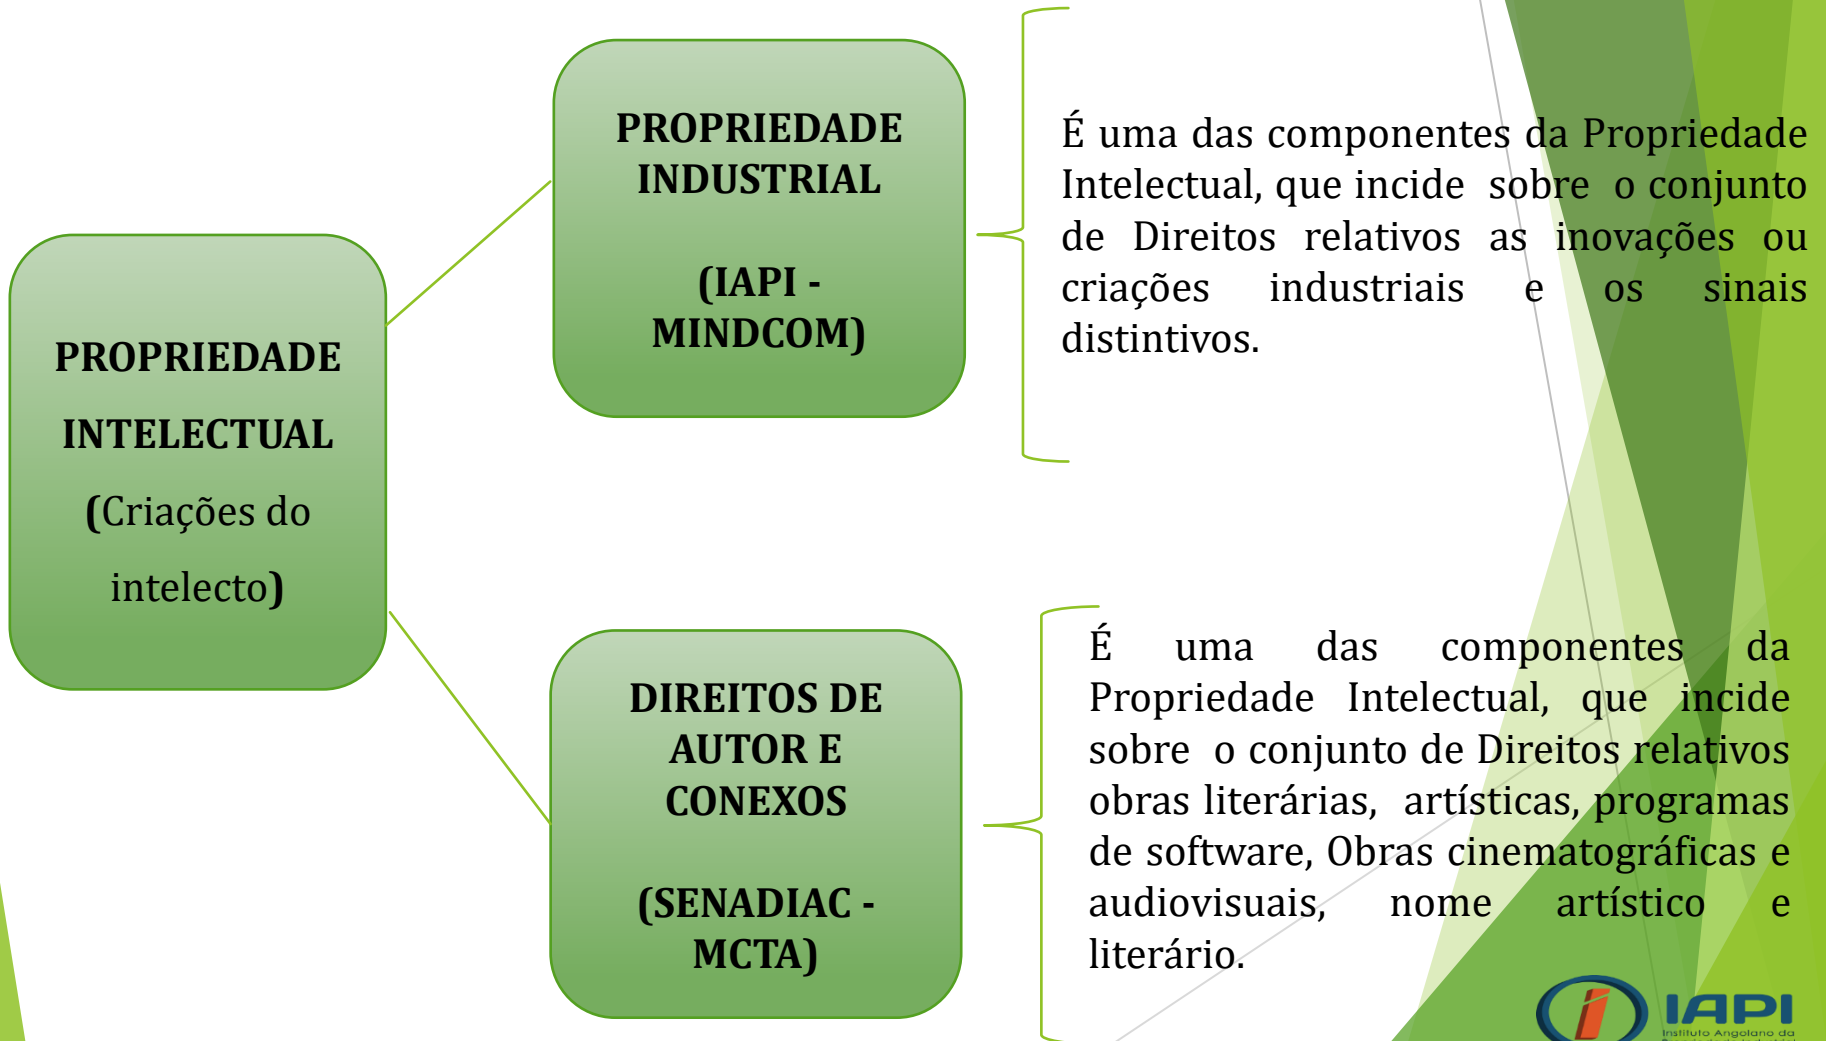 PROPRIEDADE
INTELECTUAL
(Criações do
intelecto)
PROPRIEDADE
INDUSTRIAL
(IAPI -
MINDCOM)
É uma das componentes da Propriedade
Intelectual, que incide sobre o conjunto
de Direitos relativos as inovações ou
criações industriais e os sinais
distintivos.
DIREITOS DE
AUTOR E
CONEXOS
(SENADIAC -
MCTA)
É uma das componentes da
Propriedade Intelectual, que incide
sobre o conjunto de Direitos relativos
obras literárias, artísticas, programas
de software, Obras cinematográficas e
audiovisuais, nome artístico e
literário.
IAPI
Instituto Angolano da